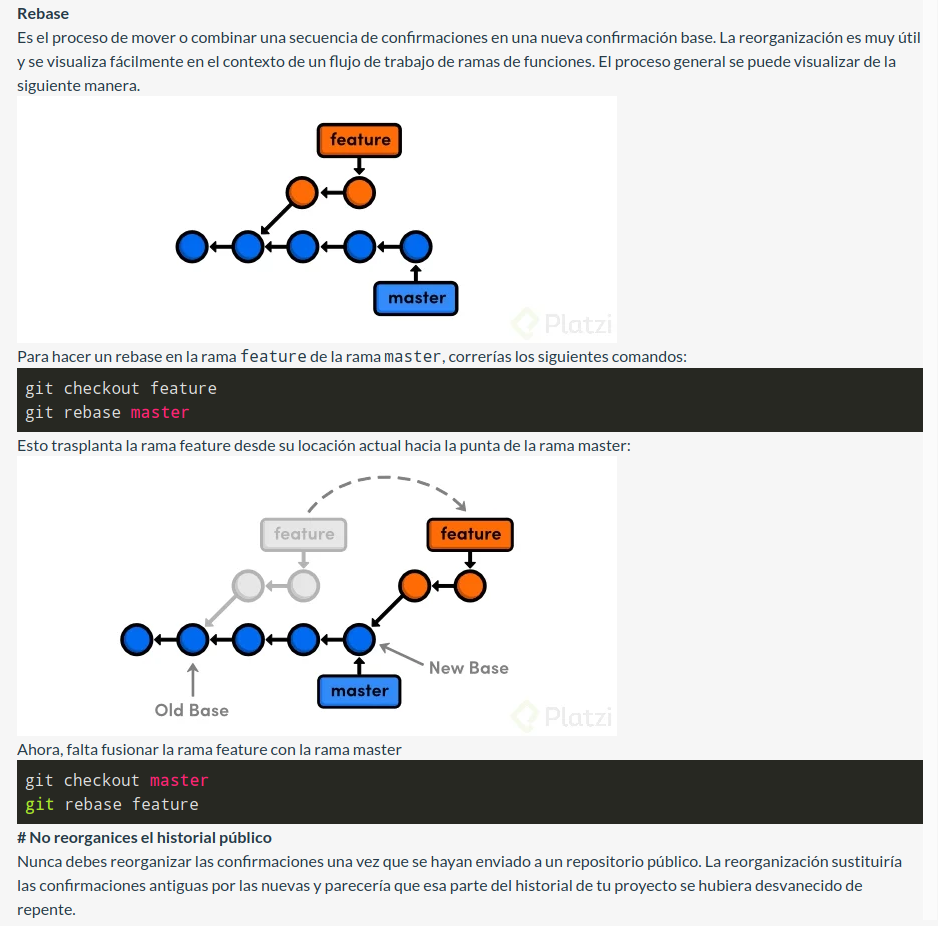 Rebase
Es el proceso de mover o combinar una secuencia de confirmaciones en una nueva confirmación base. La reorganización es muy útil
y se visualiza fácilmente en el contexto de un flujo de trabajo de ramas de funciones. El proceso general se puede visualizar de la
siguiente manera.
feature
master
Platzi
Para hacer un rebase en la rama feature de la rama master, correrías los siguientes comandos:
git checkout feature
git rebase master
Esto trasplanta la rama feature desde su locación actual hacia la punta de la rama master:
feature
feature
New Base
master
Old Base
Platzi
Ahora, falta fusionar la rama feature con la rama master
git checkout master
git rebase feature
# No reorganices el historial público
Nunca debes reorganizar las confirmaciones una vez que se hayan enviado a un repositorio público. La reorganización sustituiría
las confirmaciones antiguas por las nuevas y parecería que esa parte del historial de tu proyecto se hubiera desvanecido de
repente.